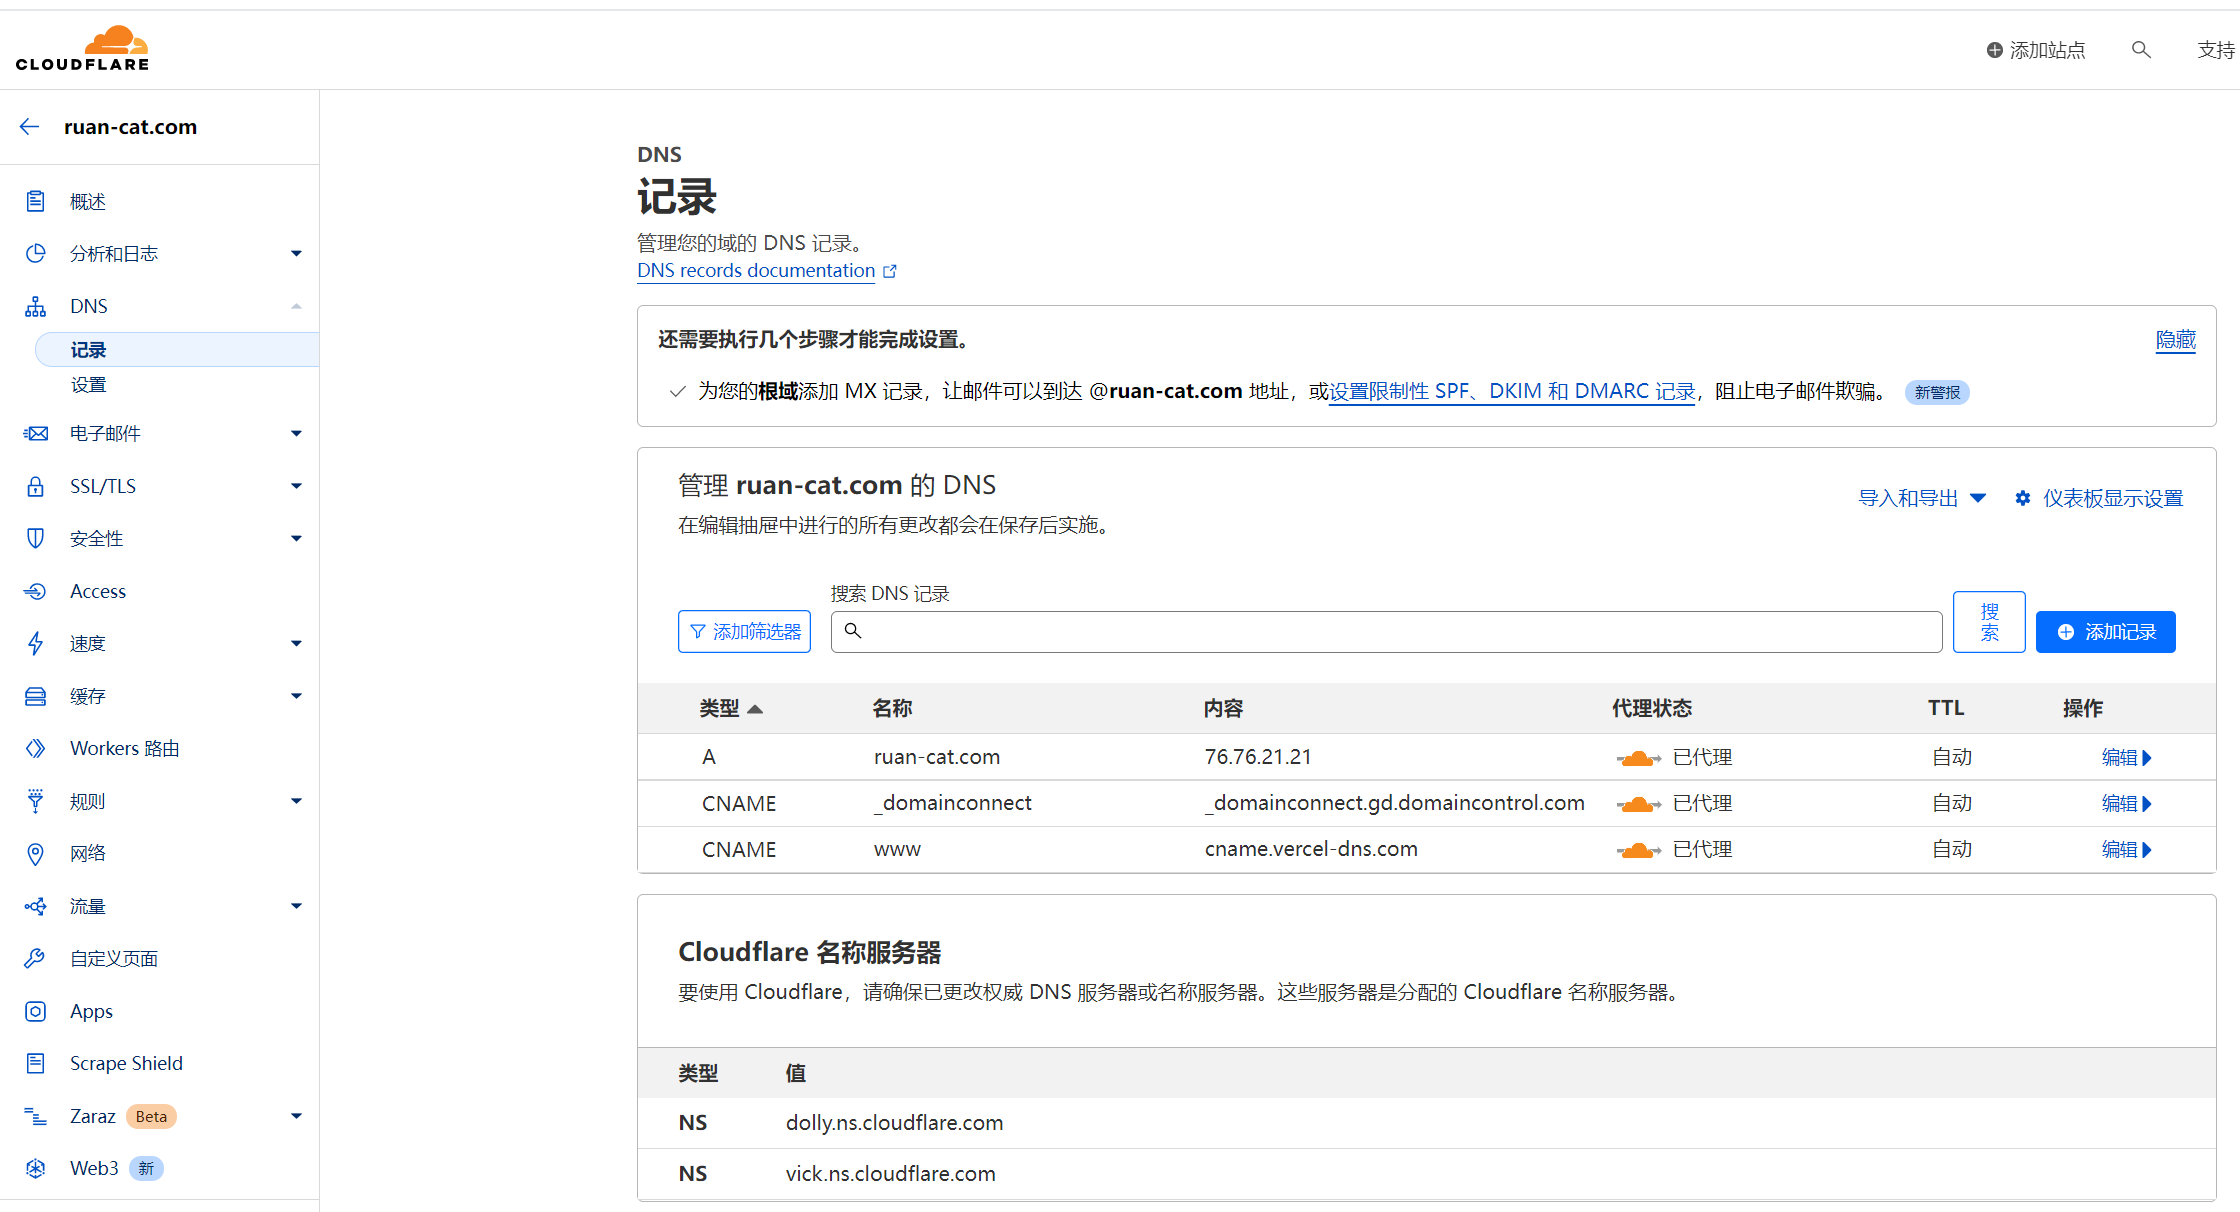 CLOUDFLARE
添加站点
支持
ruan-cat.com
概述
分析和日志
DNS
记录
设置
电子邮件
SSL/TLS
安全性
Access
速度
缓存
Workers 路由
规则
网络
流量
自定义页面
Apps
Scrape Shield
Zaraz Beta
Web3 新
DNS
记录
管理您的域的 DNS 记录。
DNS records documentation
还需要执行几个步骤才能完成设置。
隐藏
为您的根域添加 MX 记录，让邮件可以到达 @ruan-cat.com 地址，或设置限制性 SPF、DKIM 和 DMARC 记录，阻止电子邮件欺骗。 新警报
管理 ruan-cat.com 的 DNS
在编辑抽屉中进行的所有更改都会在保存后实施。
导入和导出
仪表板显示设置
搜索 DNS 记录
添加筛选器
搜
索
添加记录
类型 名称 内容 代理状态 TTL 操作
A ruan-cat.com 76.76.21.21 已代理 自动 编辑
CNAME _domainconnect _domainconnect.gd.domaincontrol.com 已代理 自动 编辑
CNAME www cname.vercel-dns.com 已代理 自动 编辑
Cloudflare 名称服务器
要使用 Cloudflare，请确保已更改权威 DNS 服务器或名称服务器。这些服务器是分配的 Cloudflare 名称服务器。
类型 值
NS dolly.ns.cloudflare.com
NS vick.ns.cloudflare.com